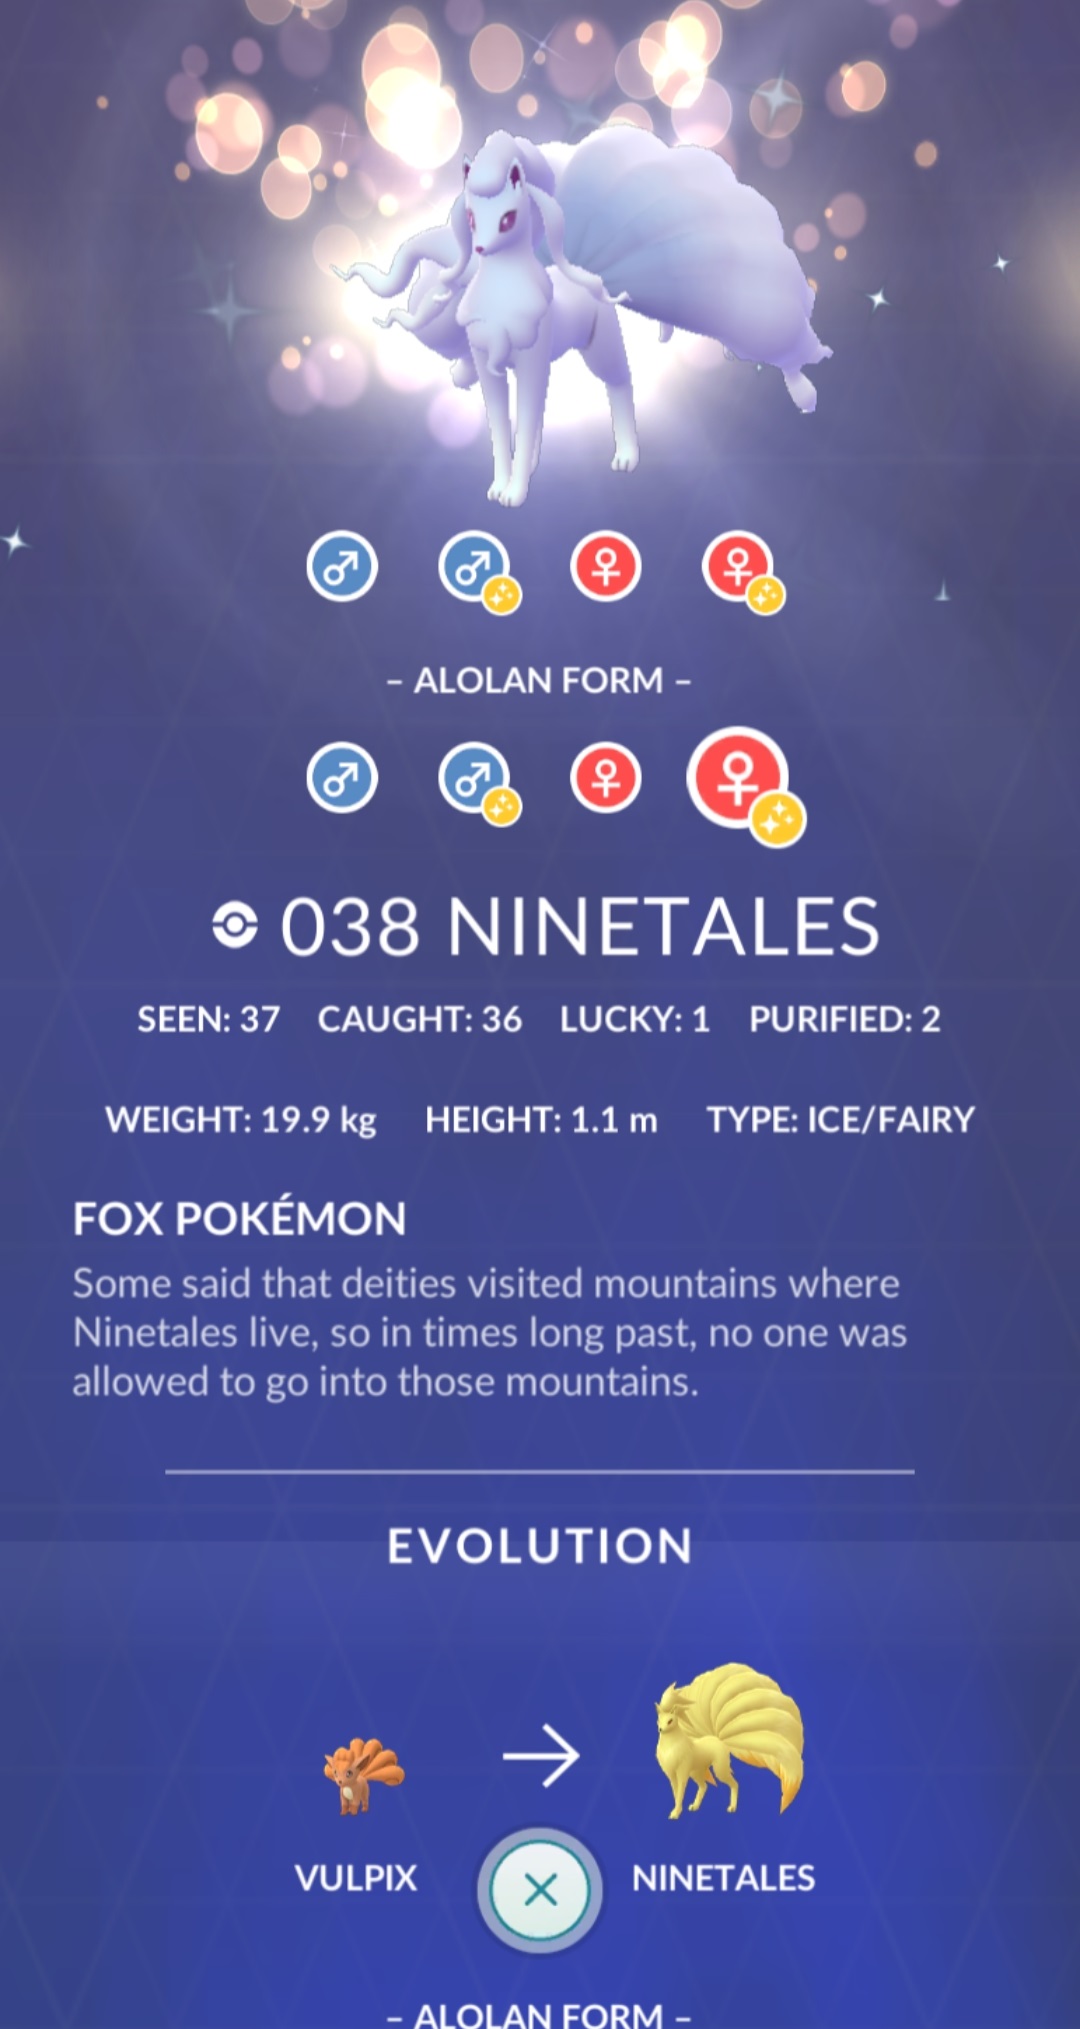 – ALOLAN FORM –
038 NINETALES
SEEN: 37 CAUGHT: 36 LUCKY: 1 PURIFIED: 2
WEIGHT: 19.9 kg HEIGHT: 1.1 m TYPE: ICE/FAIRY
FOX POKÉMON
Some said that deities visited mountains where
Ninetales live, so in times long past, no one was
allowed to go into those mountains.
EVOLUTION
VULPIX NINETALES
– ALOLAN FORM –